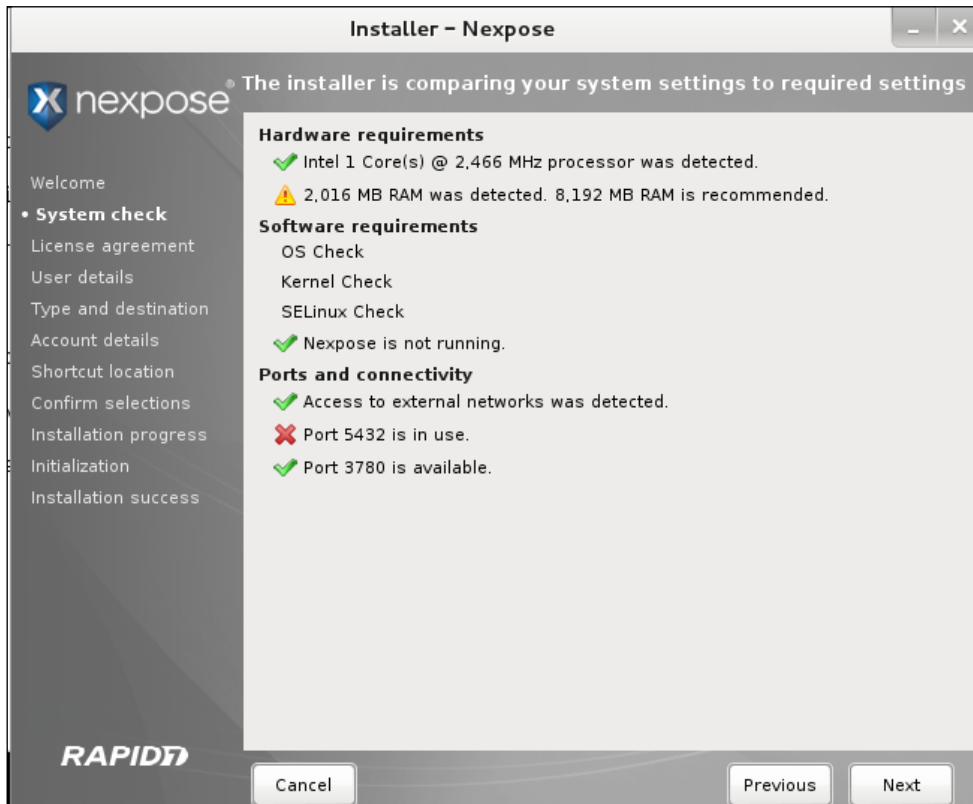 Installer – Nexpose
nexpose®
The installer is comparing your system settings to required settings
Welcome
• System check
License agreement
User details
Type and destination
Account details
Shortcut location
Confirm selections
Installation progress
Initialization
Installation success
RAPID7
Hardware requirements
Intel 1 Core(s) @ 2,466 MHz processor was detected.
2,016 MB RAM was detected. 8,192 MB RAM is recommended.
Software requirements
OS Check
Kernel Check
SELinux Check
Nexpose is not running.
Ports and connectivity
Access to external networks was detected.
Port 5432 is in use.
Port 3780 is available.
Cancel
Previous
Next